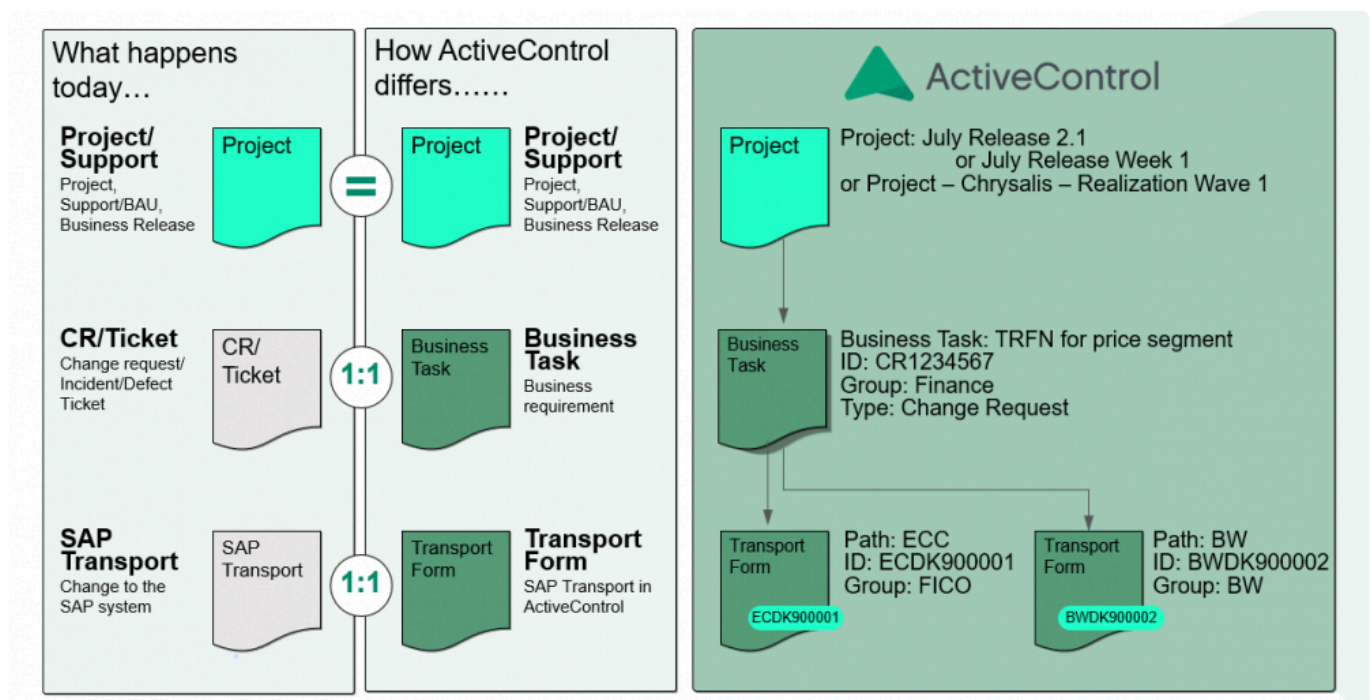 What happens
today…
Project/
Support
Project,
Support/BAU,
Business Release
Project
=
CR/Ticket
Change request/
Incident/Defect
Ticket
CR/
Ticket
1:1
SAP
Transport
Change to the
SAP system
SAP
Transport
1:1
How ActiveControl
differs……
Project
Project/
Support
Project,
Support/BAU,
Business Release
Business
Task
Business
Task
Business
requirement
Transport
Form
Transport
Form
SAP Transport in
ActiveControl
ActiveControl
Project
Project: July Release 2.1
or July Release Week 1
or Project – Chrysalis – Realization Wave 1
Business
Task
Business Task: TRFN for price segment
ID: CR1234567
Group: Finance
Type: Change Request
Transport
Form
ECDK900001
Path: ECC
ID: ECDK900001
Group: FICO
Transport
Form
BWDK900002
Path: BW
ID: BWDK900002
Group: BW